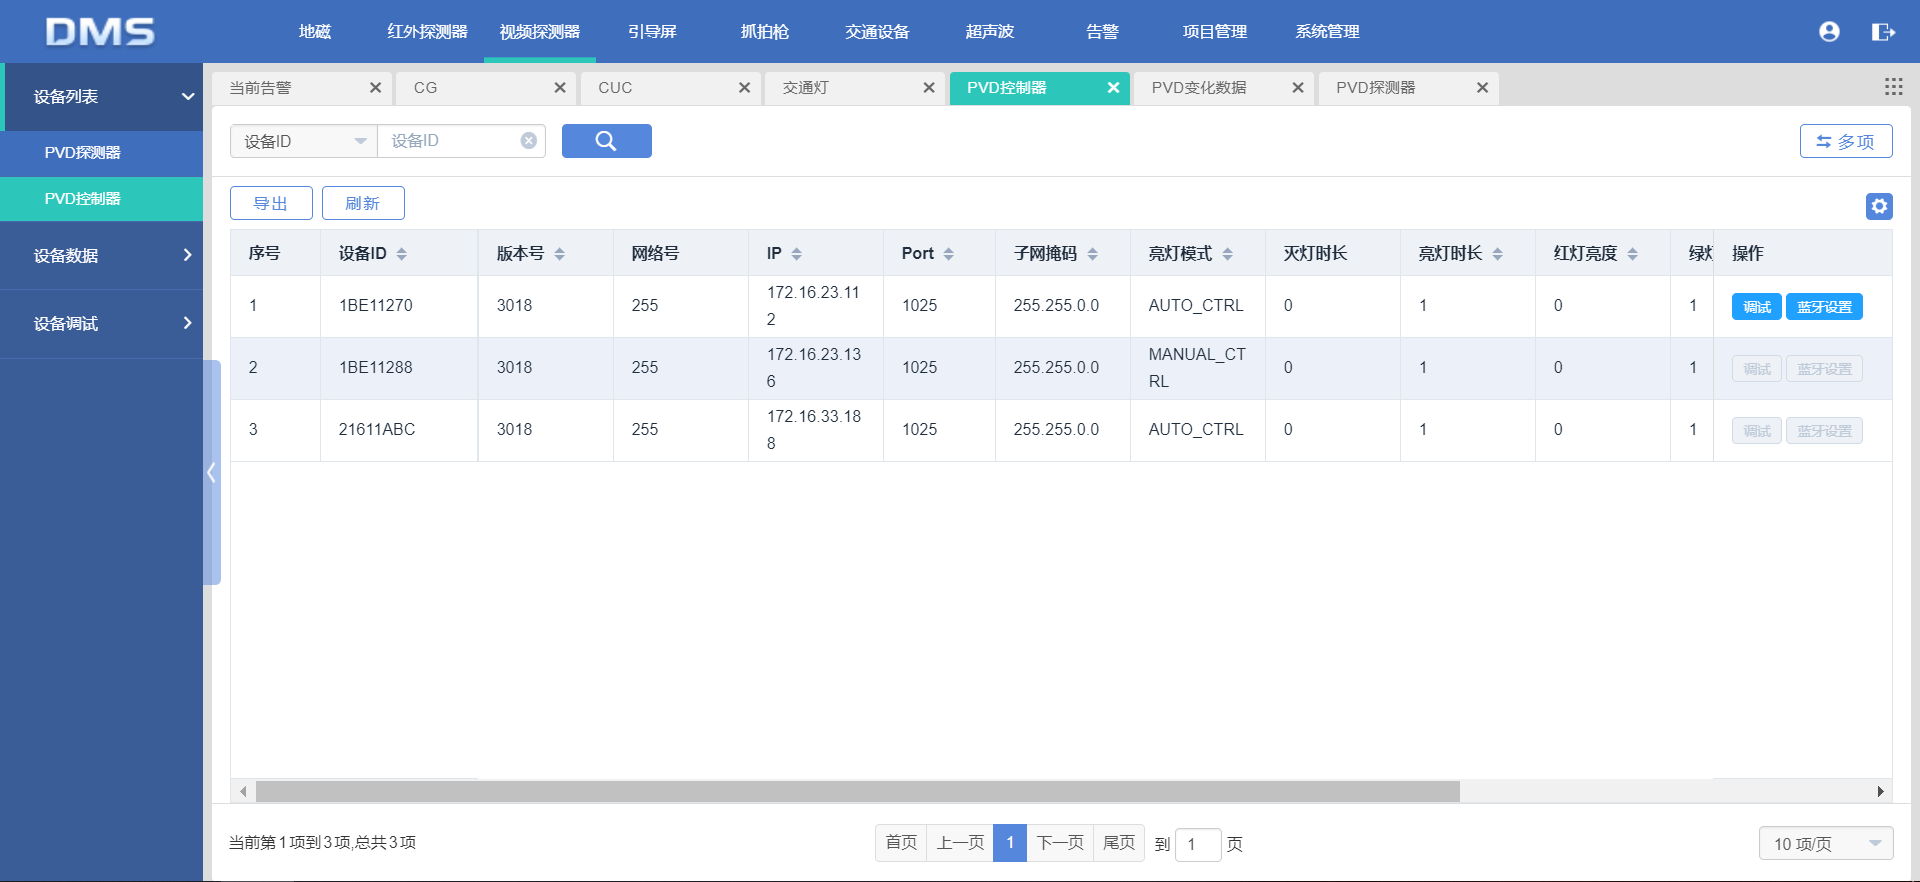 DMS
地磁 红外探测器 视频探测器 引导屏 抓拍枪 交通设备 超声波 告警 项目管理 系统管理
设备列表
PVD探测器
PVD控制器
设备数据
设备调试
当前告警 CG CUC 交通灯 PVD控制器 PVD变化数据 PVD探测器
设备ID 设备ID 多项
导出 刷新
序号 设备ID 版本号 网络号 IP Port 子网掩码 亮灯模式 灭灯时长 亮灯时长 红灯亮度 绿灯 操作
1 1BE11270 3018 255 172.16.23.112 1025 255.255.0.0 AUTO_CTRL 0 1 0 1 调试 蓝牙设置
2 1BE11288 3018 255 172.16.23.136 1025 255.255.0.0 MANUAL_CTRL 0 1 0 1 调试 蓝牙设置
3 21611ABC 3018 255 172.16.33.188 1025 255.255.0.0 AUTO_CTRL 0 1 0 1 调试 蓝牙设置
当前第1项到3项,总共3项 首页 上一页 1 下一页 尾页 到 1 页 10 项/页